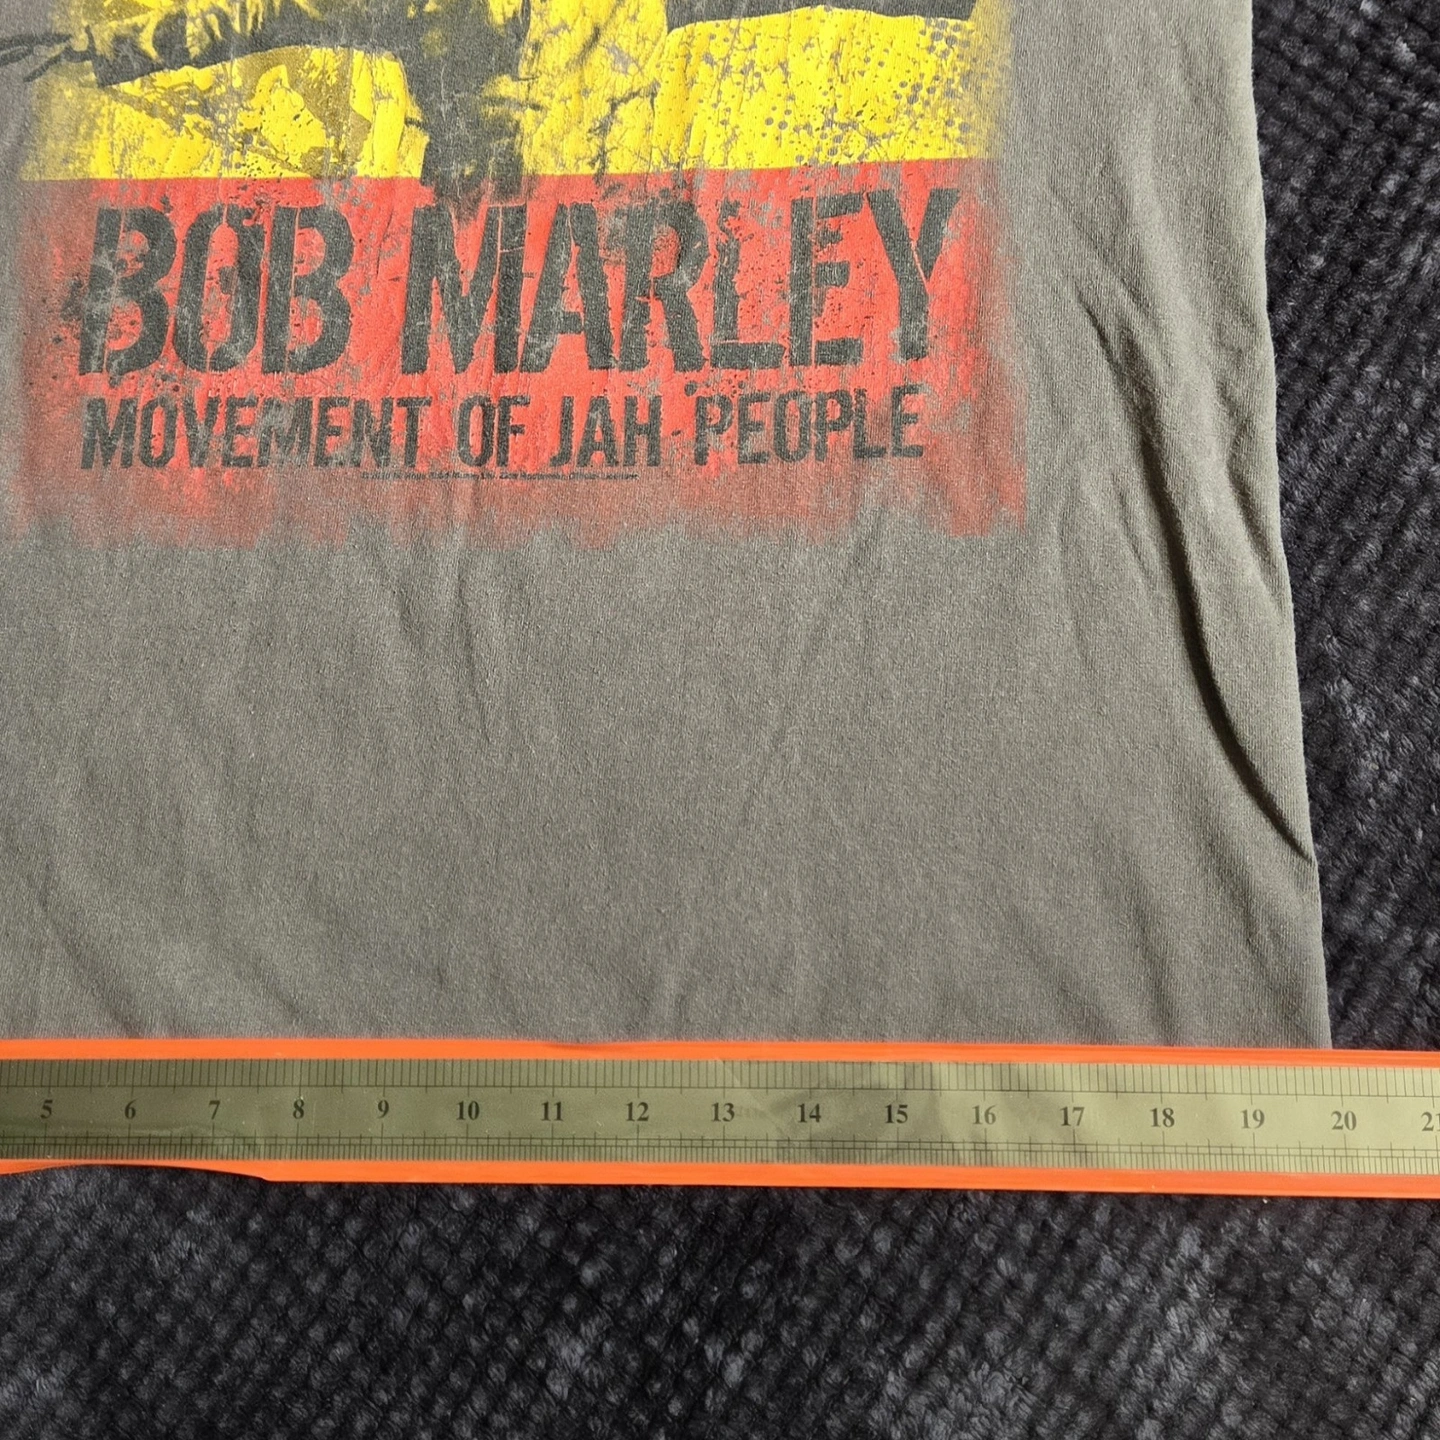 BOB MARLEY
MOVEMENT OF JAH PEOPLE
5 6 7 8 9 10 11 12 13 14 15 16 17 18 19 20 21